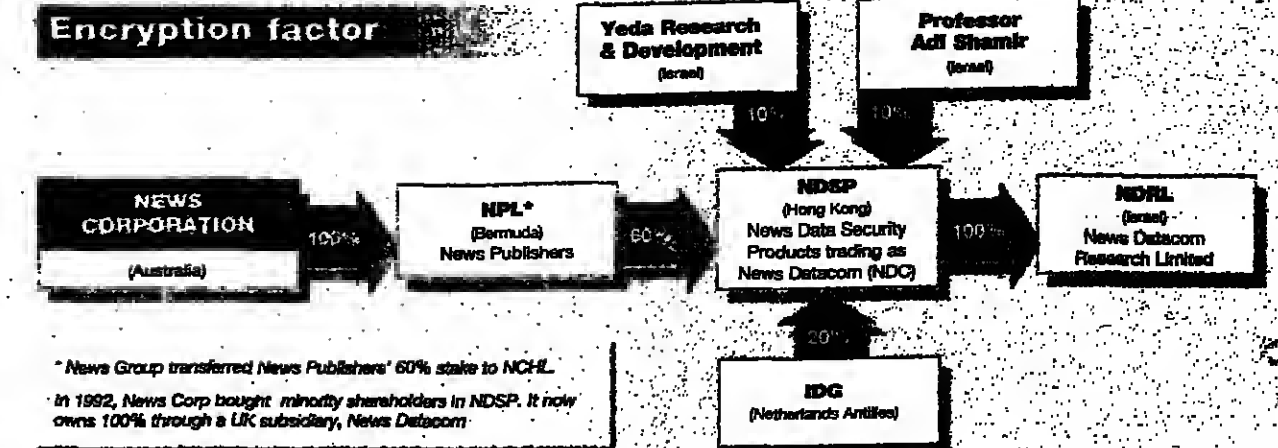 Encryption factor
Yeda Research
& Development
(Israel)
Professor
Adi Shamir
(Israel)
10%
10%
NEWS
CORPORATION
(Australia)
100%
NPL*
(Bermuda)
News Publishers
60%
NDSP
(Hong Kong)
News Data Security
Products trading as
News Datacom (NDC)
100%
NDRL
(Israel)
News Datacom
Research Limited
20%
IDG
(Netherlands Antilles)
* News Group transferred News Publishers' 60% stake to NCHL.
In 1992, News Corp bought minority shareholders in NDSP. It now
owns 100% through a UK subsidiary, News Datacom